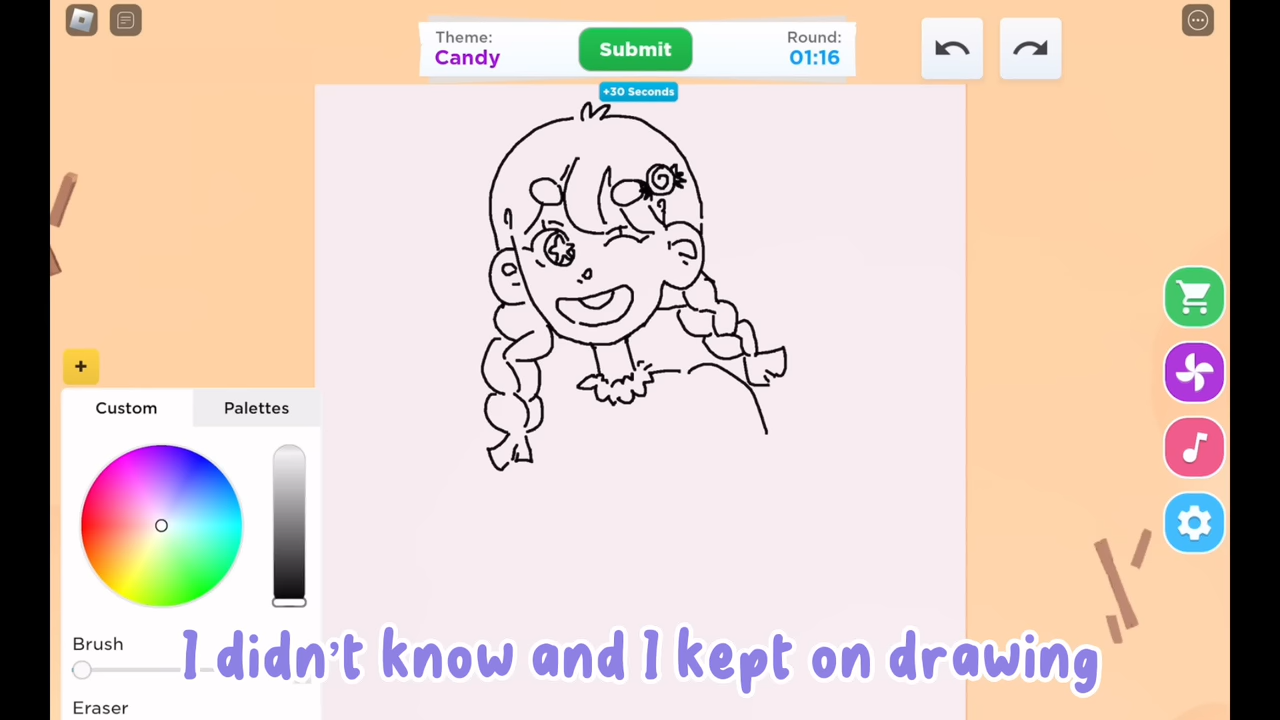 Theme:
Candy
Submit
Round:
01:16
+30 Seconds
+
Custom
Palettes
Brush
I didn't know and I kept on drawing
Eraser